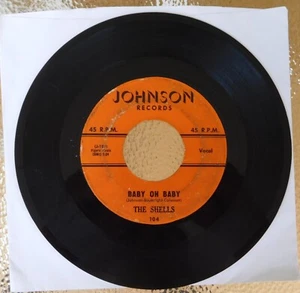 JOHNSON
RECORDS
45 R.P.M.
45 R.P.M.
Vocal
BABY OH BABY
THE SHELLS
104